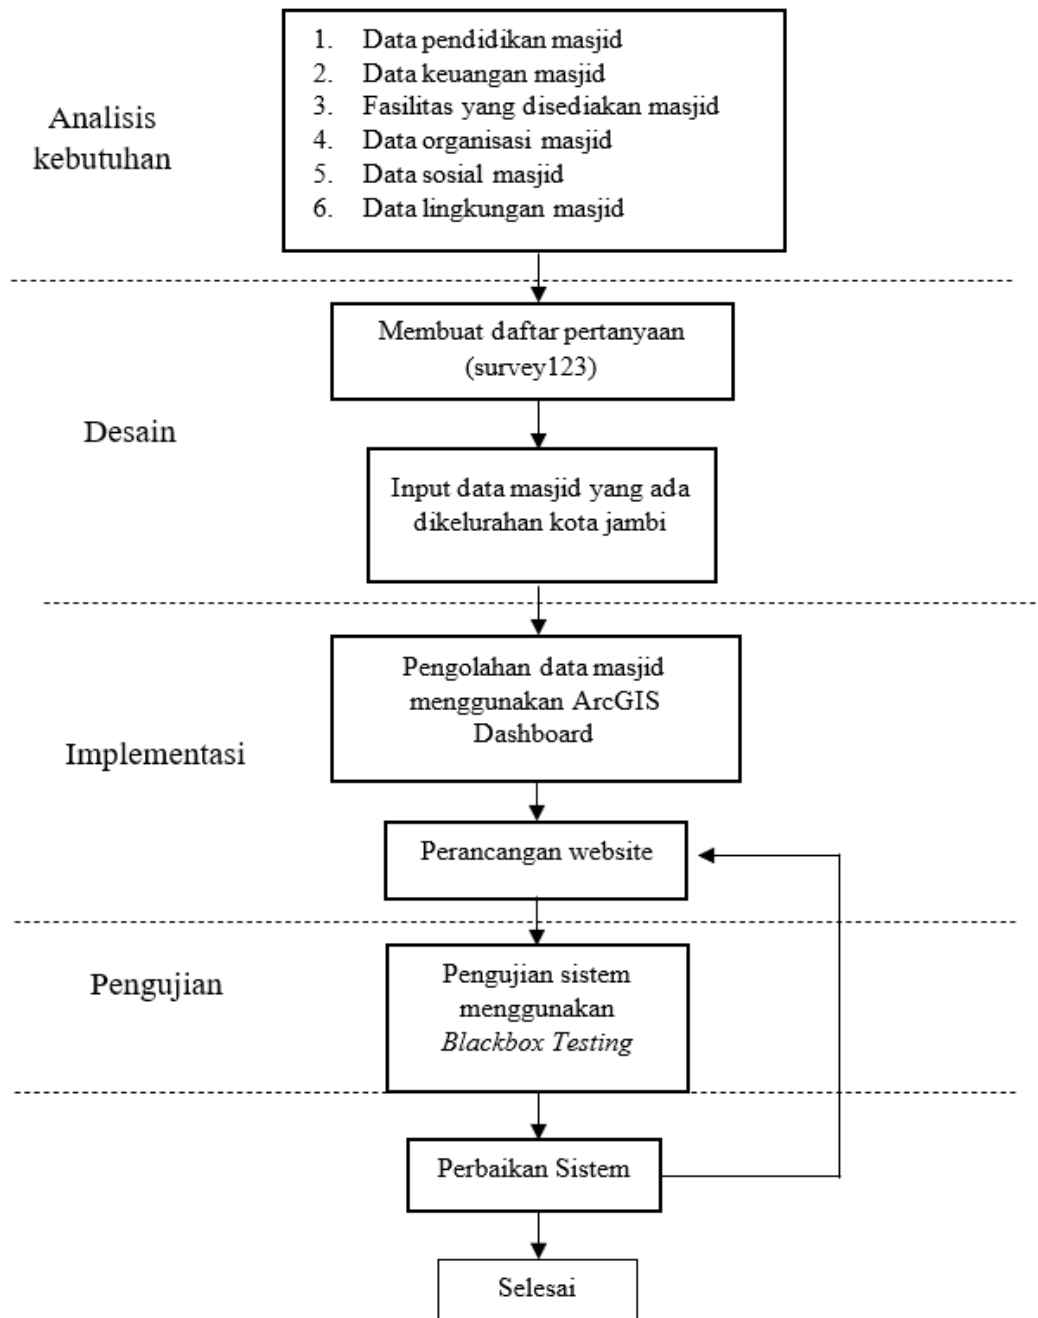 Analisis
kebutuhan
1. Data pendidikan masjid
2. Data keuangan masjid
3. Fasilitas yang disediakan masjid
4. Data organisasi masjid
5. Data sosial masjid
6. Data lingkungan masjid
Desain
Membuat daftar pertanyaan
(survey123)
Input data masjid yang ada
dikelurahan kota jambi
Implementasi
Pengolahan data masjid
menggunakan ArcGIS
Dashboard
Perancangan website
Pengujian
Pengujian sistem
menggunakan
Blackbox Testing
Perbaikan Sistem
Selesai